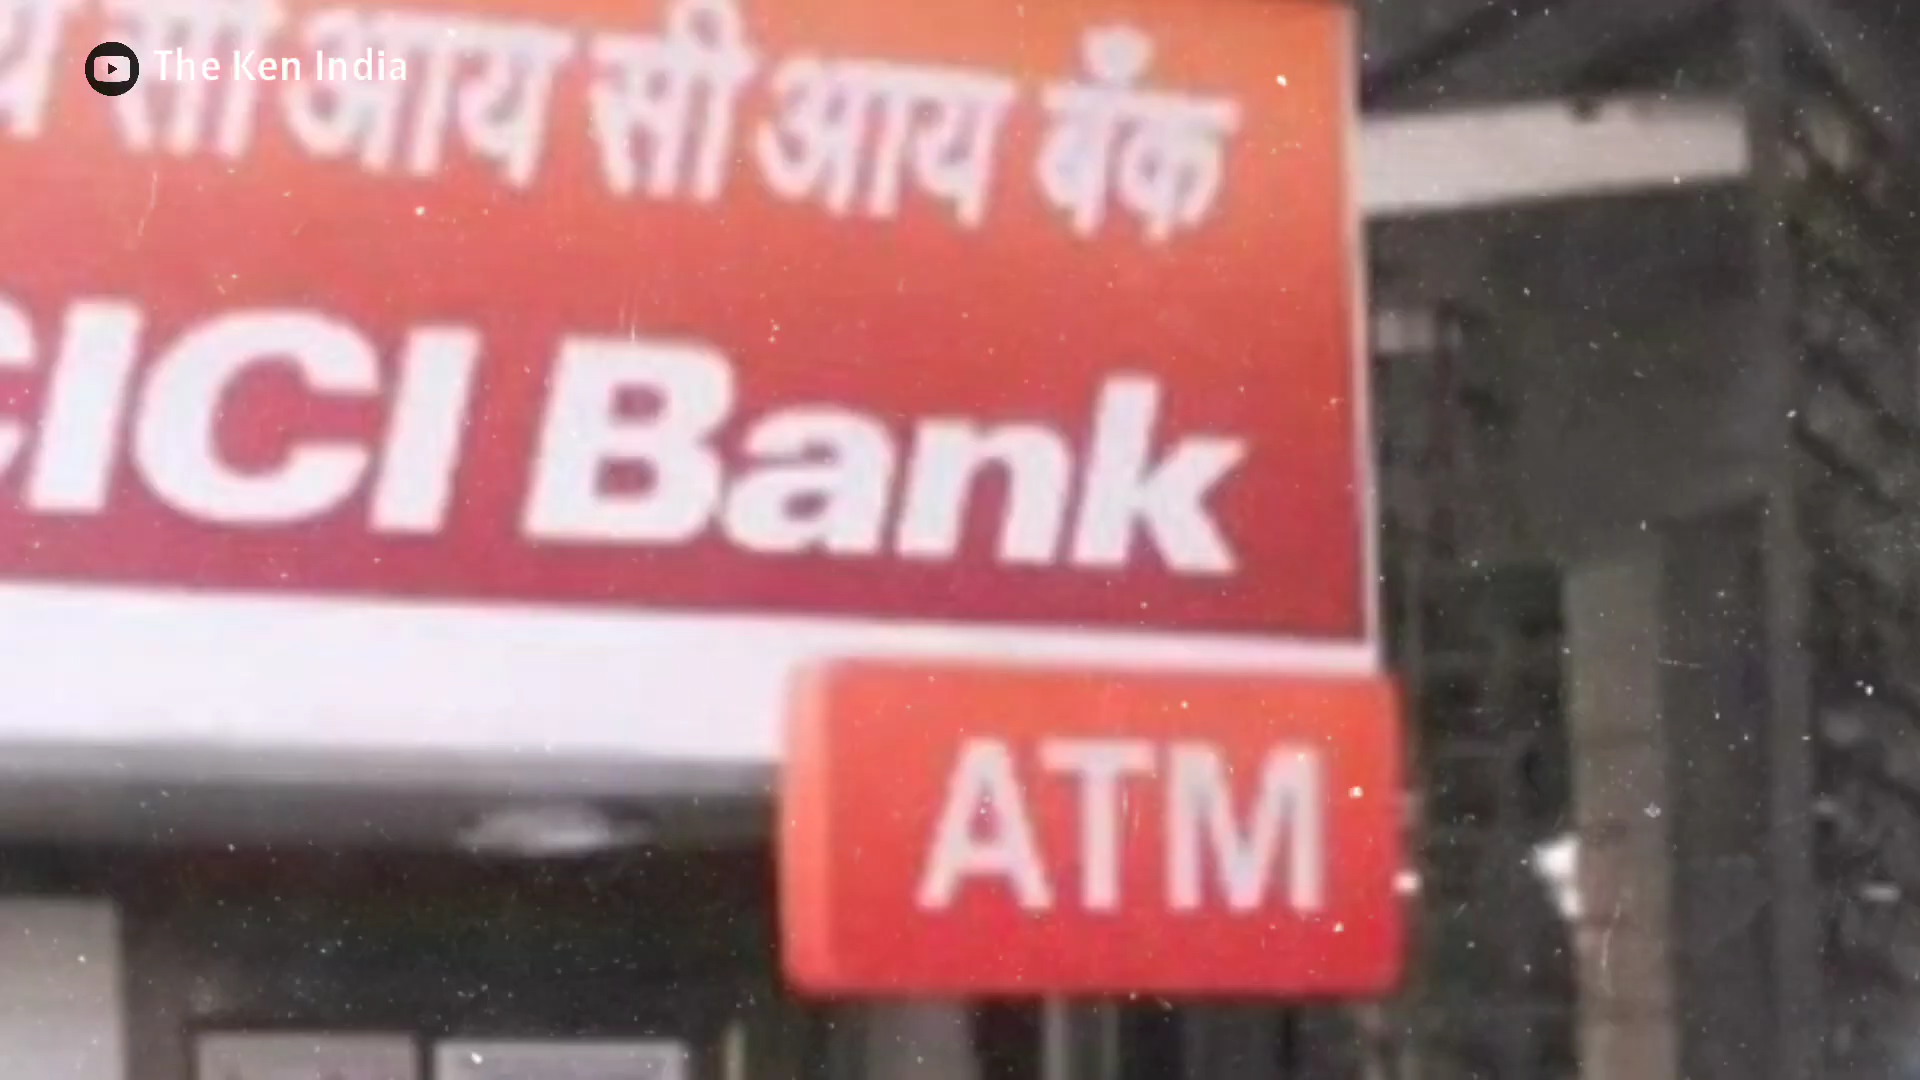 The Ken India
य सी आय सी आय बँक
CICI Bank
ATM